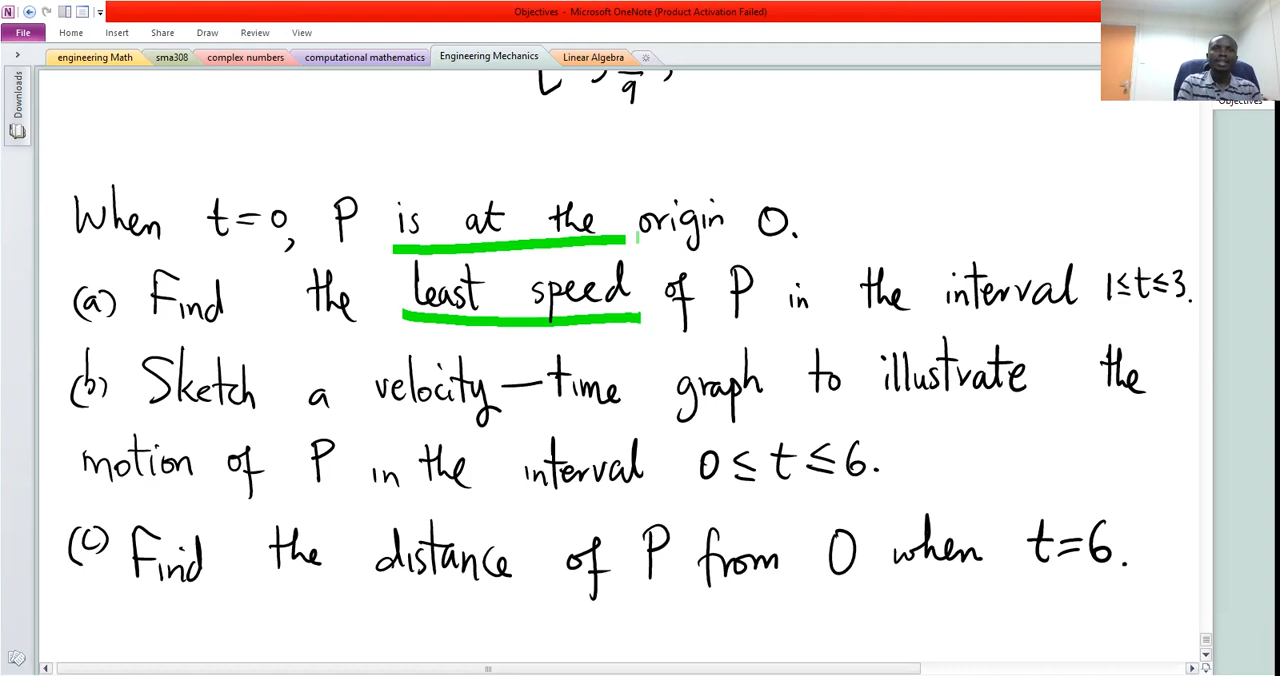 Objectives - Microsoft OneNote (Product Activation Failed)
File Home Insert Share Draw Review View
engineering Math sma308 complex numbers computational mathematics Engineering Mechanics Linear Algebra
Downloads
Objectives
9
When t=0, P is at the origin O.
(a) Find the least speed of P in the interval 1≤t≤3.
(b) Sketch a velocity-time graph to illustrate the
motion of P in the interval 0≤t≤6.
(c) Find the distance of P from O when t=6.